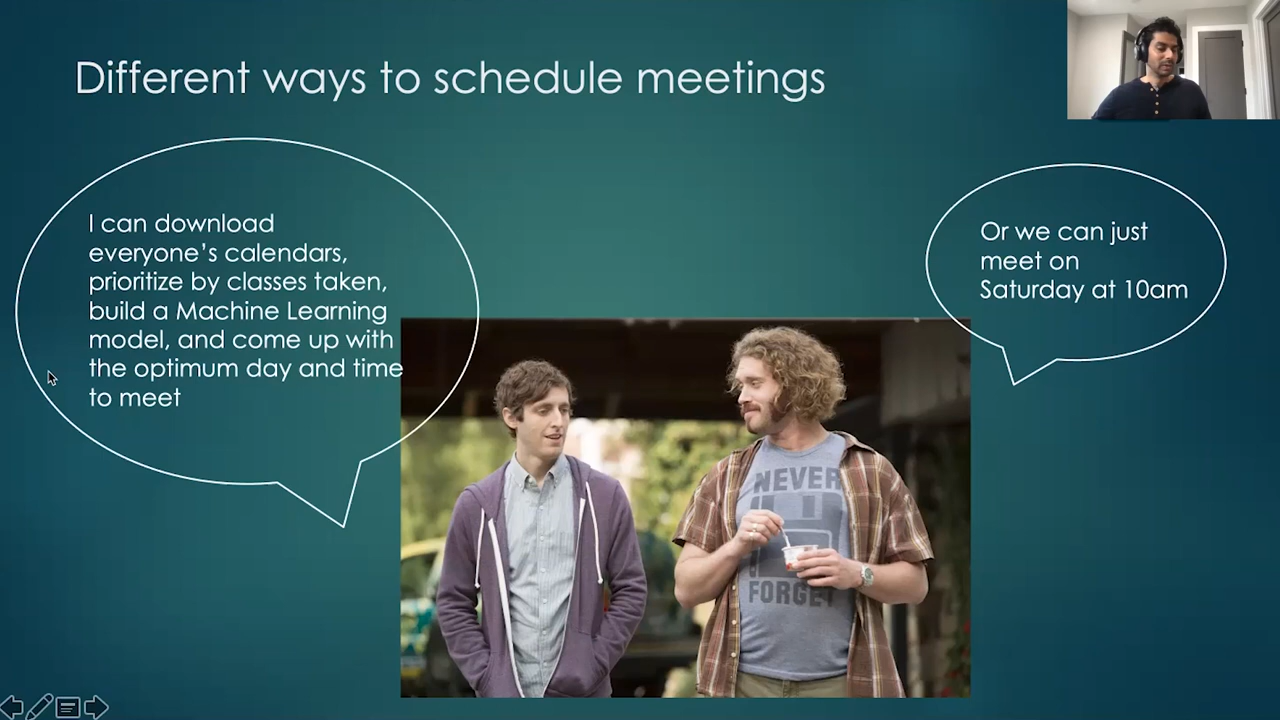 Different ways to schedule meetings
I can download
everyone's calendars,
prioritize by classes taken,
build a Machine Learning
model, and come up with
the optimum day and time
to meet
Or we can just
meet on
Saturday at 10am
NEVER
FORGET